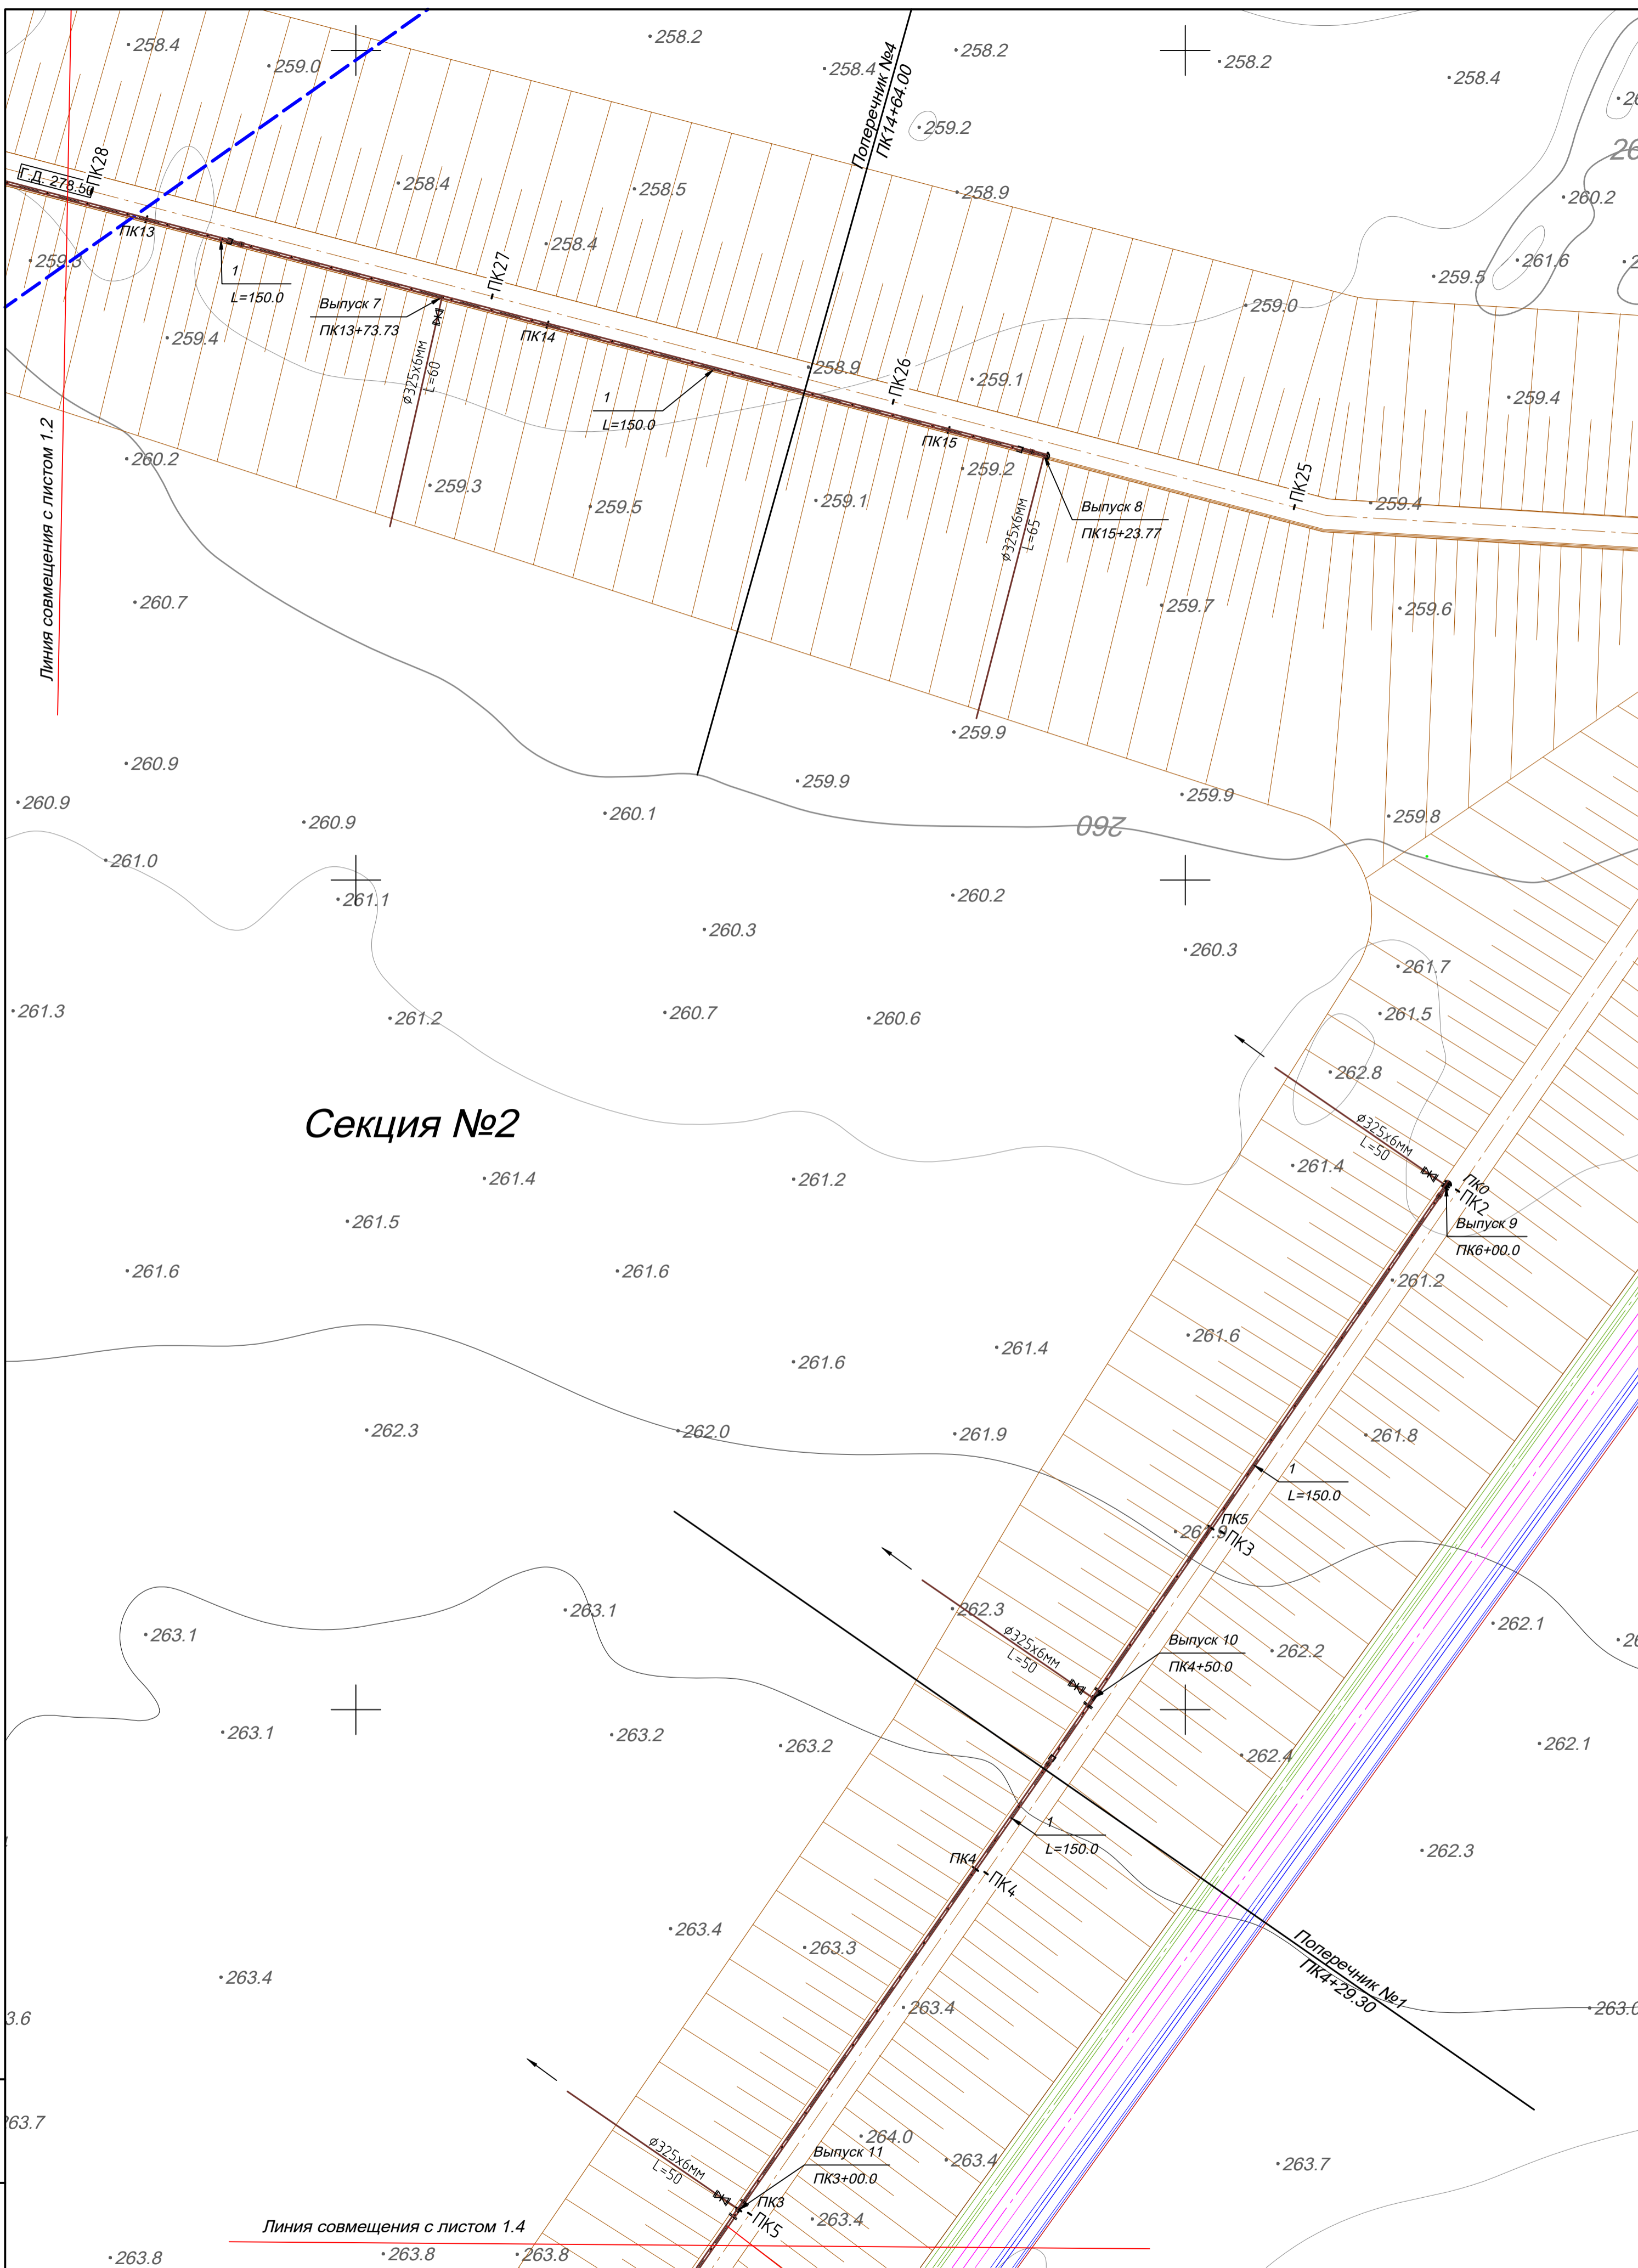 258.4
259.0
258.2
258.4
258.2
258.2
258.4
Поперечник №4
ПК14+64.00
259.2
Г.Д. 278.50
ПК28
258.4
258.5
258.9
260.2
ПК13
259.3
258.4
261.6
259.5
1
L=150.0
Выпуск 7
ПК13+73.73
ПК27
ПК14
259.0
259.4
ø325х6мм
L=60
258.9
ПК26
259.1
259.4
1
L=150.0
ПК15
Линия совмещения с листом 1.2
260.2
259.3
259.5
259.1
259.2
Выпуск 8
ПК15+23.77
ПК25
259.4
ø325х6мм
L=65
260.7
259.7
259.6
259.9
260.9
259.9
259.9
260.9
260.9
260.1
260
259.8
261.0
261.1
260.2
260.3
260.3
261.7
261.3
261.2
260.7
260.6
261.5
262.8
Секция №2
ø325х6мм
L=50
261.4
261.2
261.4
ПК0
ПК2
261.5
Выпуск 9
ПК6+00.0
261.6
261.6
261.2
261.6
261.4
261.6
262.3
262.0
261.9
261.8
1
L=150.0
ПК5
ПК3
261.9
263.1
262.3
262.1
263.1
ø325х6мм
L=50
Выпуск 10
ПК4+50.0
262.2
263.1
263.2
263.2
262.4
262.1
1
L=150.0
262.3
ПК4
ПК4
263.4
263.3
Поперечник №1
ПК4+29.30
263.4
263.4
263.0
3.6
263.7
264.0
263.4
263.7
ø325х6мм
L=50
Выпуск 11
ПК3+00.0
ПК3
ПК5
263.4
Линия совмещения с листом 1.4
263.8
263.8
263.8